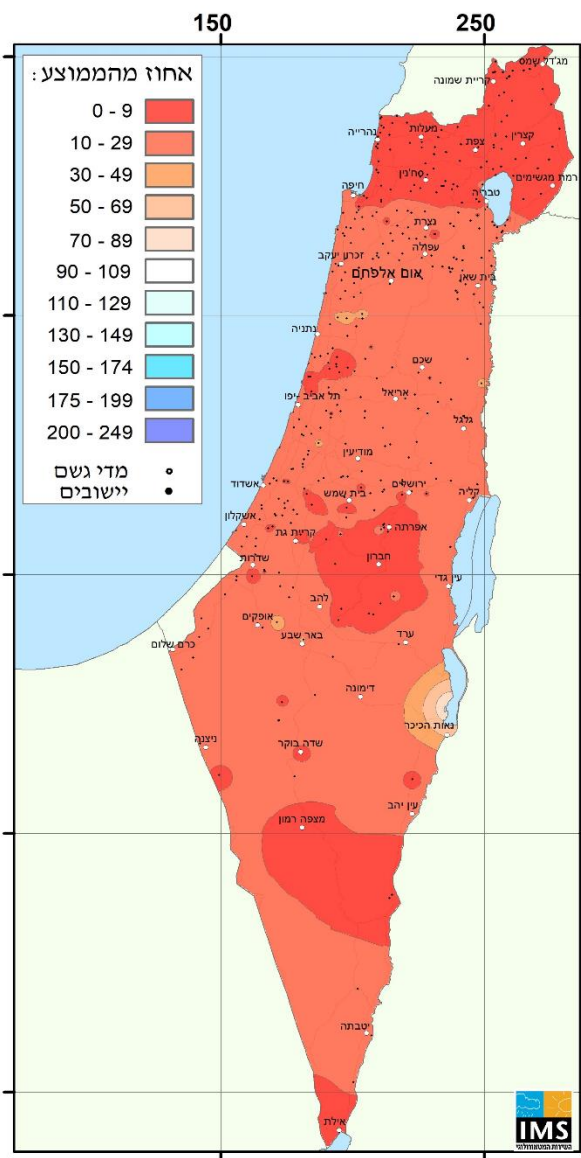 150 250
אחוז מהממוצע:
0 - 9
10 - 29
30 - 49
50 - 69
70 - 89
90 - 109
110 - 129
130 - 149
150 - 174
175 - 199
200 - 249
מדי גשם
יישובים
מג'דל שמס
קריית שמונה
נהרייה
מעלות
צפת
קצרין
סח'נין
רמת מגשימים
טבריה
חיפה
נצרת
עפולה
זכרון יעקב
אום אלפחם
בית שאן
נתניה
שכם
תל אביב -יפו
אריאל
גלגל
מודיעין
אשדוד
ירושלים
בית שמש
קליה
אשקלון
אפרתה
קריית גת
שדרות
חברון
עין גדי
להב
אופקים
באר שבע
ערד
כרם שלום
דימונה
נאות הכיכר
ניצנה
שדה בוקר
עין יהב
מצפה רמון
יטבתה
אילת
IMS
השירות המטאורולוגי